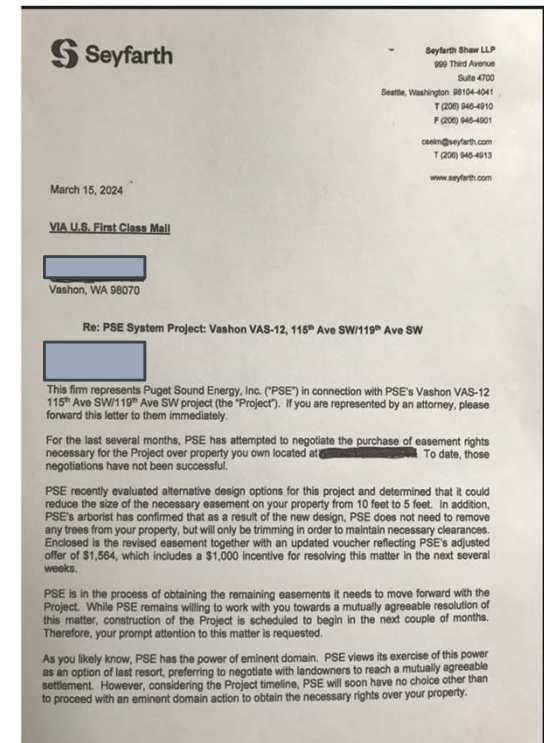 Seyfarth
Seyfarth Shaw LLP
999 Third Avenue
Suite 4700
Seattle, Washington 98104-4041
T (206) 946-4910
F (206) 946-4901
cseim@seyfarth.com
T (206) 946-4913
www.seyfarth.com
March 15, 2024
VIA U.S. First Class Mail
Vashon, WA 98070
Re: PSE System Project: Vashon VAS-12, 115th Ave SW/119th Ave SW
This firm represents Puget Sound Energy, Inc. ("PSE") in connection with PSE's Vashon VAS-12
115th Ave SW/119th Ave SW project (the "Project"). If you are represented by an attorney, please
forward this letter to them immediately.
For the last several months, PSE has attempted to negotiate the purchase of easement rights
necessary for the Project over property you own located at To date, those
negotiations have not been successful.
PSE recently evaluated alternative design options for this project and determined that it could
reduce the size of the necessary easement on your property from 10 feet to 5 feet. In addition,
PSE's arborist has confirmed that as a result of the new design, PSE does not need to remove
any trees from your property, but will only be trimming in order to maintain necessary clearances.
Enclosed is the revised easement together with an updated voucher reflecting PSE's adjusted
offer of $1,564, which includes a $1,000 incentive for resolving this matter in the next several
weeks.
PSE is in the process of obtaining the remaining easements it needs to move forward with the
Project. While PSE remains willing to work with you towards a mutually agreeable resolution of
this matter, construction of the Project is scheduled to begin in the next couple of months.
Therefore, your prompt attention to this matter is requested.
As you likely know, PSE has the power of eminent domain. PSE views its exercise of this power
as an option of last resort, preferring to negotiate with landowners to reach a mutually agreeable
settlement. However, considering the Project timeline, PSE will soon have no choice other than
to proceed with an eminent domain action to obtain the necessary rights over your property.